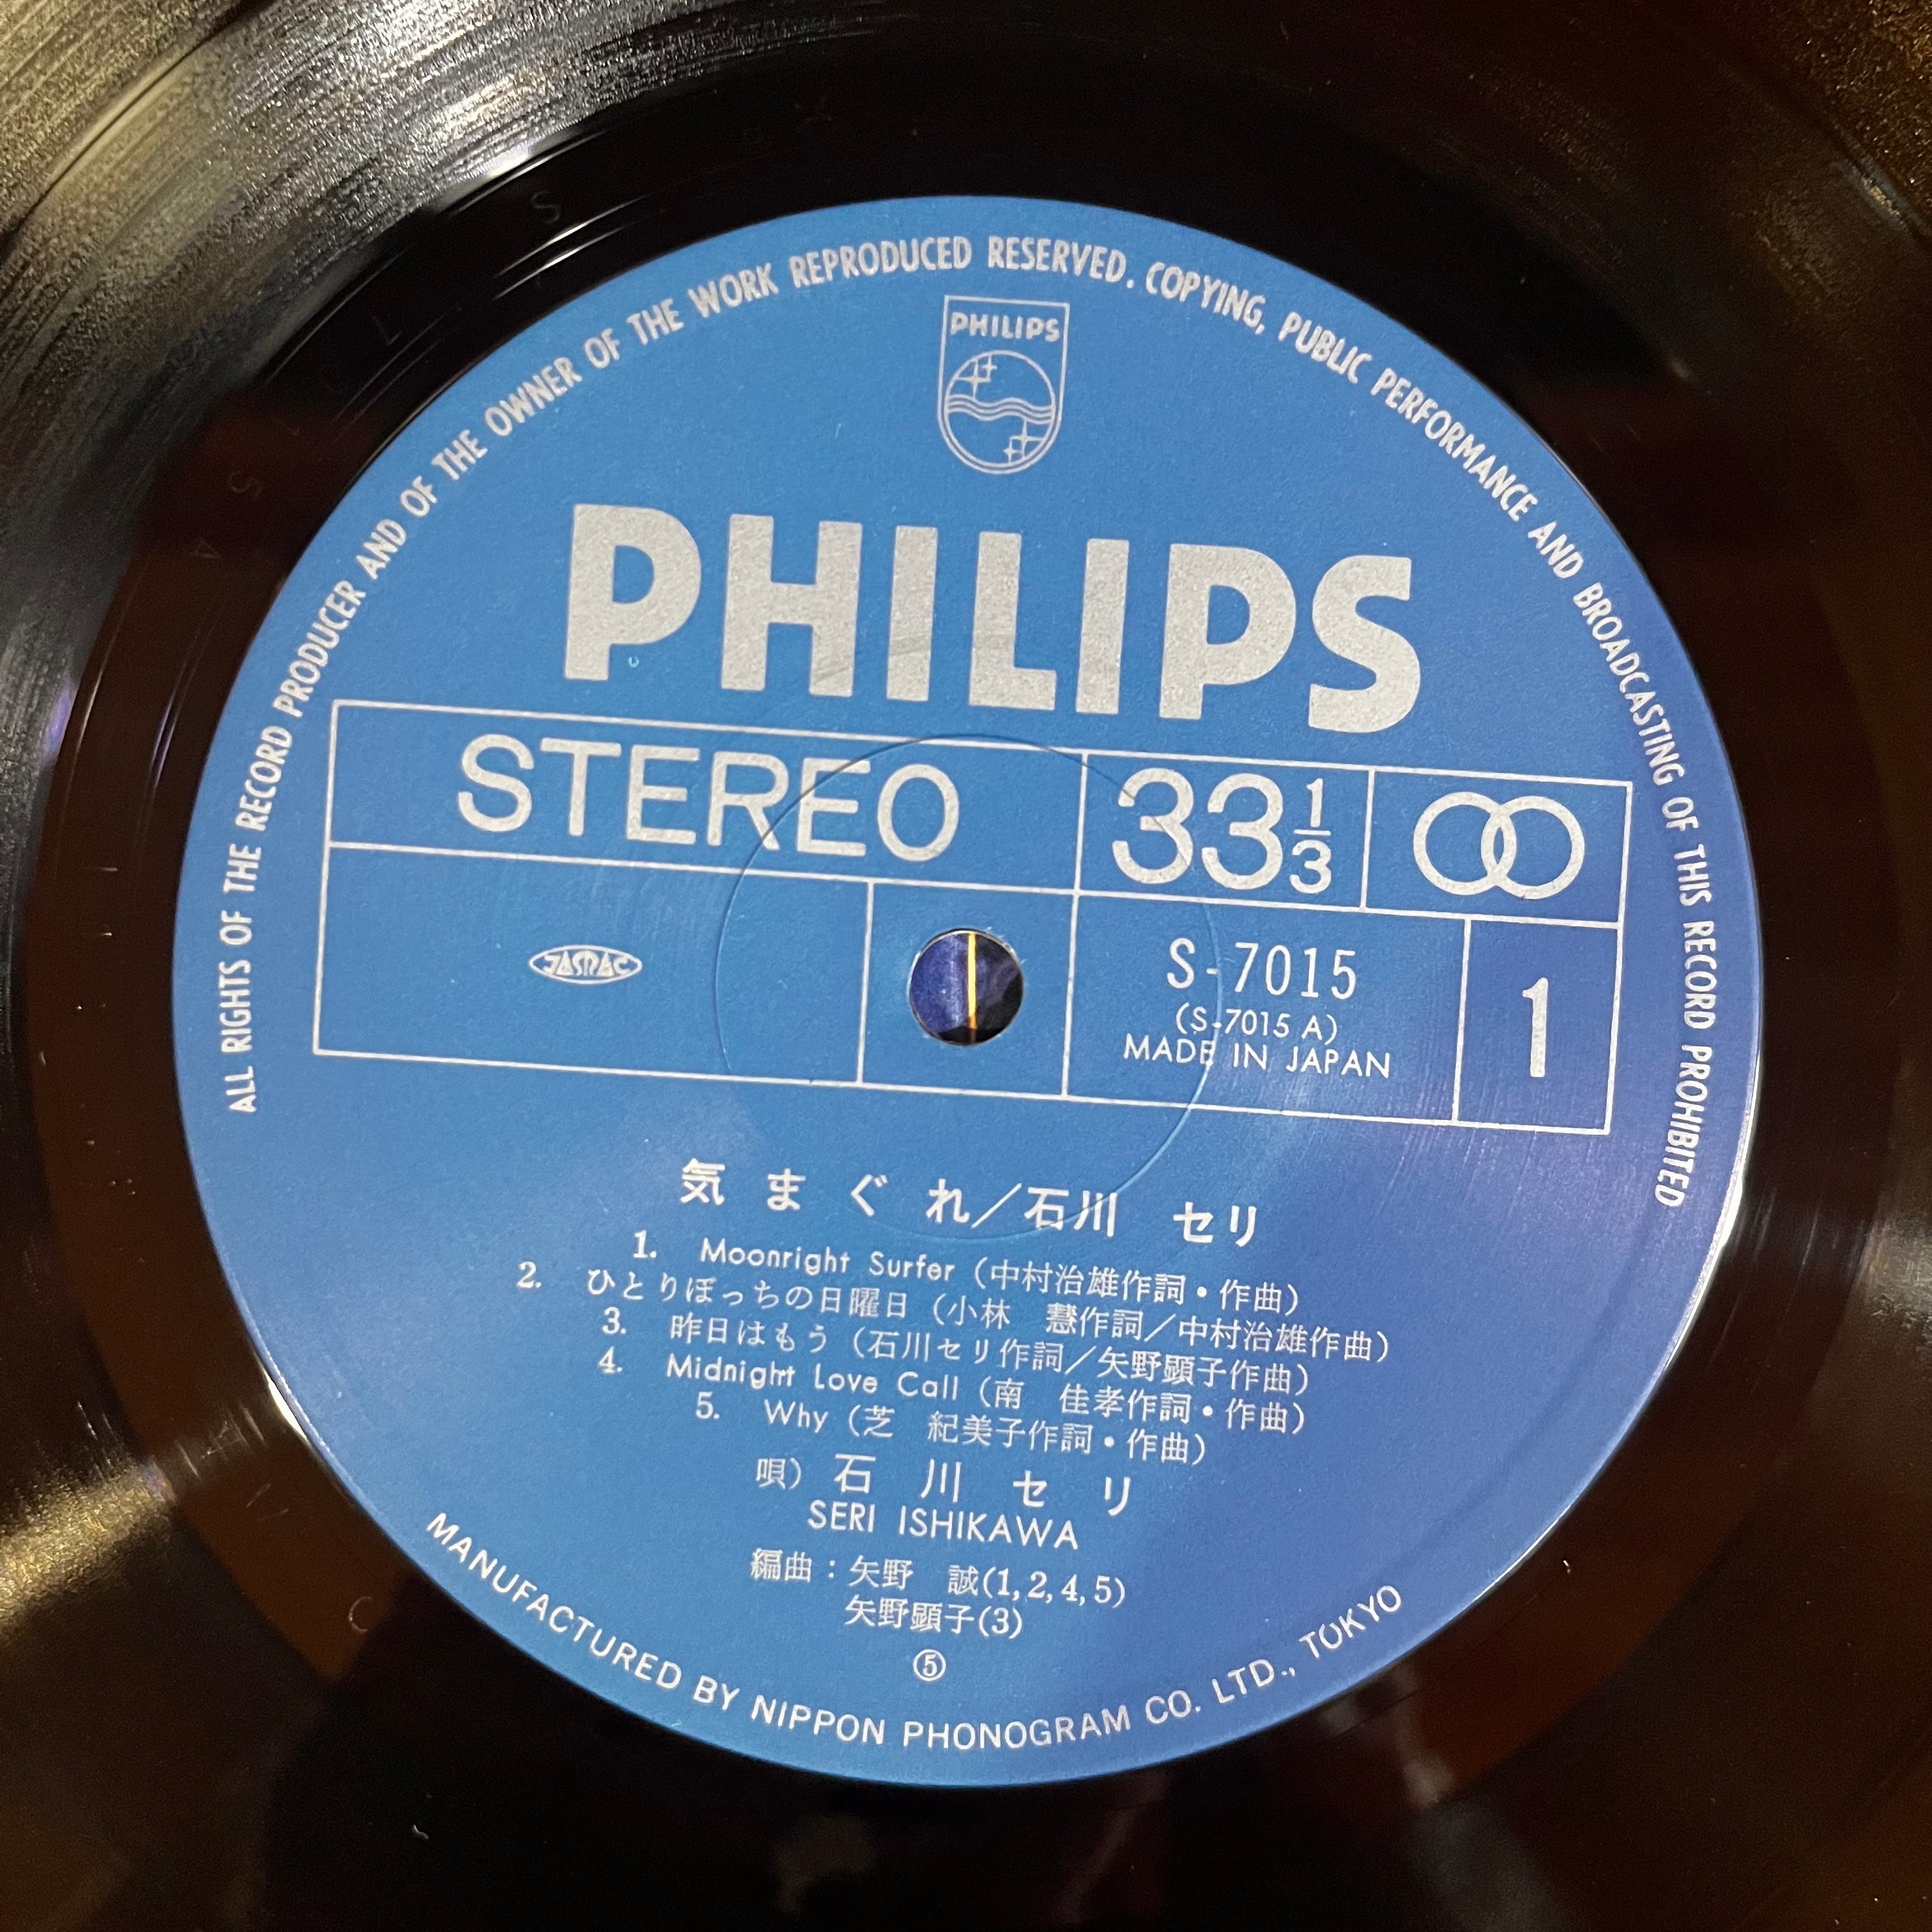 ALL RIGHTS OF THE RECORD PRODUCER AND OF THE OWNER OF THE WORK REPRODUCED RESERVED. COPYING, PUBLIC PERFORMANCE AND BROADCASTING OF THIS RECORD PROHIBITED
PHILIPS
PHILIPS
STEREO 33 1/3
JASRAC
S-7015
(S-7015 A)
MADE IN JAPAN
1
気まぐれ/石川 セリ
1. Moonright Surfer (中村治雄作詞・作曲)
2. ひとりぼっちの日曜日 (小林 慧作詞/中村治雄作曲)
3. 昨日はもう (石川セリ作詞/矢野顕子作曲)
4. Midnight Love Call (南 佳孝作詞・作曲)
5. Why (芝 紀美子作詞・作曲)
唄) 石川セリ
SERI ISHIKAWA
編曲：矢野 誠(1,2,4,5)
矢野顕子(3)
⑤
MANUFACTURED BY NIPPON PHONOGRAM CO. LTD., TOKYO